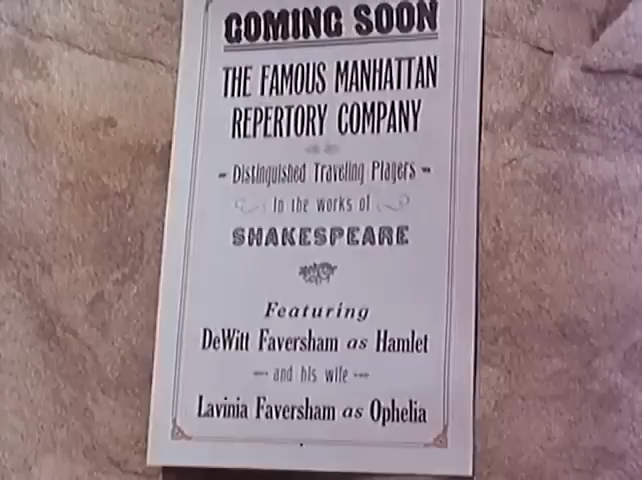 COMING SOON
THE FAMOUS MANHATTAN
REPERTORY COMPANY
- Distinguished Traveling Players -
In the works of
SHAKESPEARE
Featuring
DeWitt Faversham as Hamlet
— and his wife —
Lavinia Faversham as Ophelia